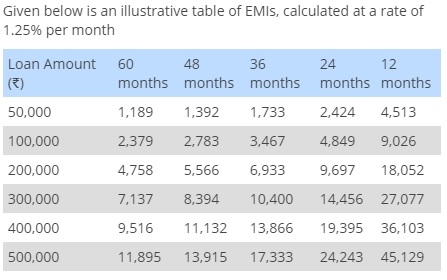 Given below is an illustrative table of EMIs, calculated at a rate of
1.25% per month
Loan Amount 60 48 36 24 12
(₹) months months months months months
50,000 1,189 1,392 1,733 2,424 4,513
100,000 2,379 2,783 3,467 4,849 9,026
200,000 4,758 5,566 6,933 9,697 18,052
300,000 7,137 8,394 10,400 14,456 27,077
400,000 9,516 11,132 13,866 19,395 36,103
500,000 11,895 13,915 17,333 24,243 45,129